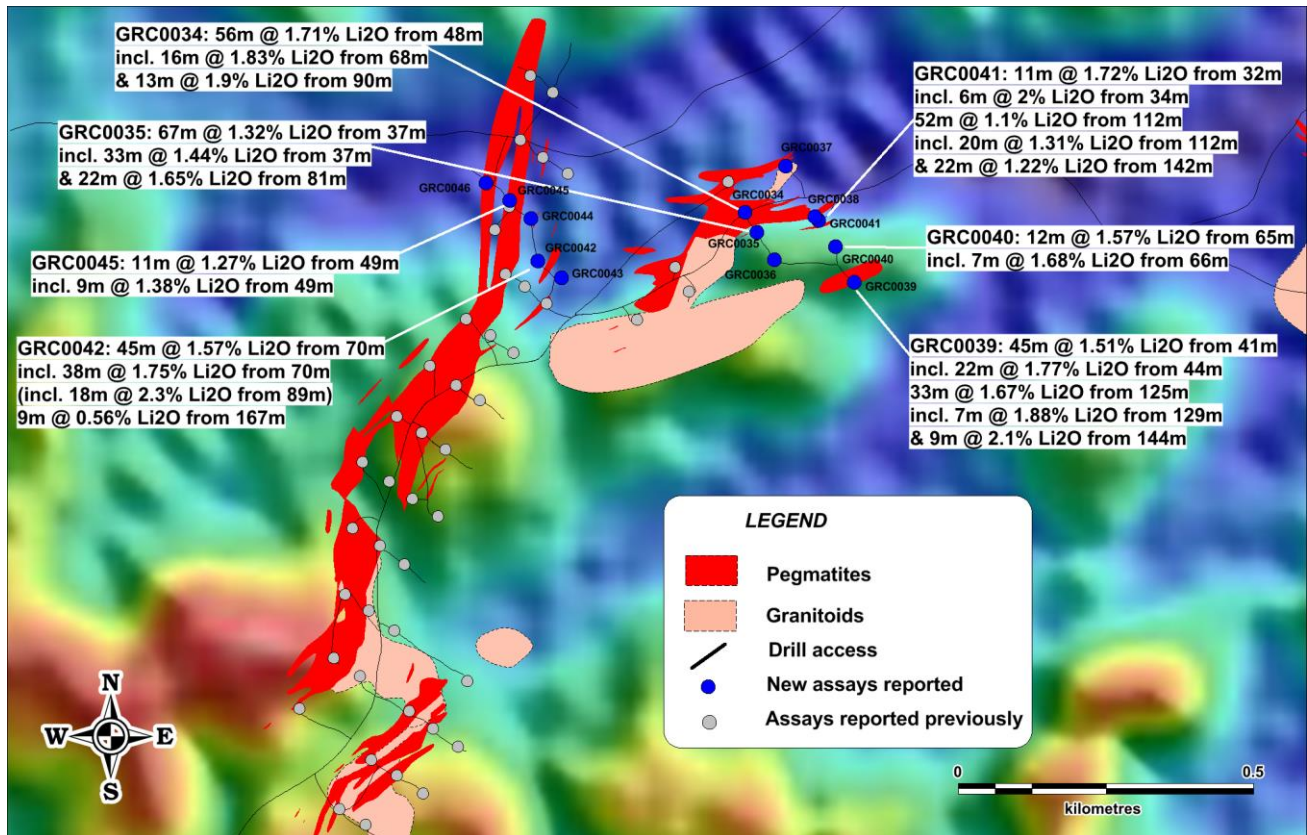 GRC0034: 56m @ 1.71% Li2O from 48m
incl. 16m @ 1.83% Li2O from 68m
& 13m @ 1.9% Li2O from 90m
GRC0035: 67m @ 1.32% Li2O from 37m
incl. 33m @ 1.44% Li2O from 37m
& 22m @ 1.65% Li2O from 81m
GRC0045: 11m @ 1.27% Li2O from 49m
incl. 9m @ 1.38% Li2O from 49m
GRC0042: 45m @ 1.57% Li2O from 70m
incl. 38m @ 1.75% Li2O from 70m
(incl. 18m @ 2.3% Li2O from 89m)
9m @ 0.56% Li2O from 167m
GRC0041: 11m @ 1.72% Li2O from 32m
incl. 6m @ 2% Li2O from 34m
52m @ 1.1% Li2O from 112m
incl. 20m @ 1.31% Li2O from 112m
& 22m @ 1.22% Li2O from 142m
GRC0040: 12m @ 1.57% Li2O from 65m
incl. 7m @ 1.68% Li2O from 66m
GRC0039: 45m @ 1.51% Li2O from 41m
incl. 22m @ 1.77% Li2O from 44m
33m @ 1.67% Li2O from 125m
incl. 7m @ 1.88% Li2O from 129m
& 9m @ 2.1% Li2O from 144m
GRC0046
GRC0045
GRC0044
GRC0042
GRC0043
GRC0037
GRC0034
GRC0038
GRC0041
GRC0035
GRC0036
GRC0040
GRC0039
LEGEND
Pegmatites
Granitoids
Drill access
New assays reported
Assays reported previously
N
W E
S
0 0.5
kilometres